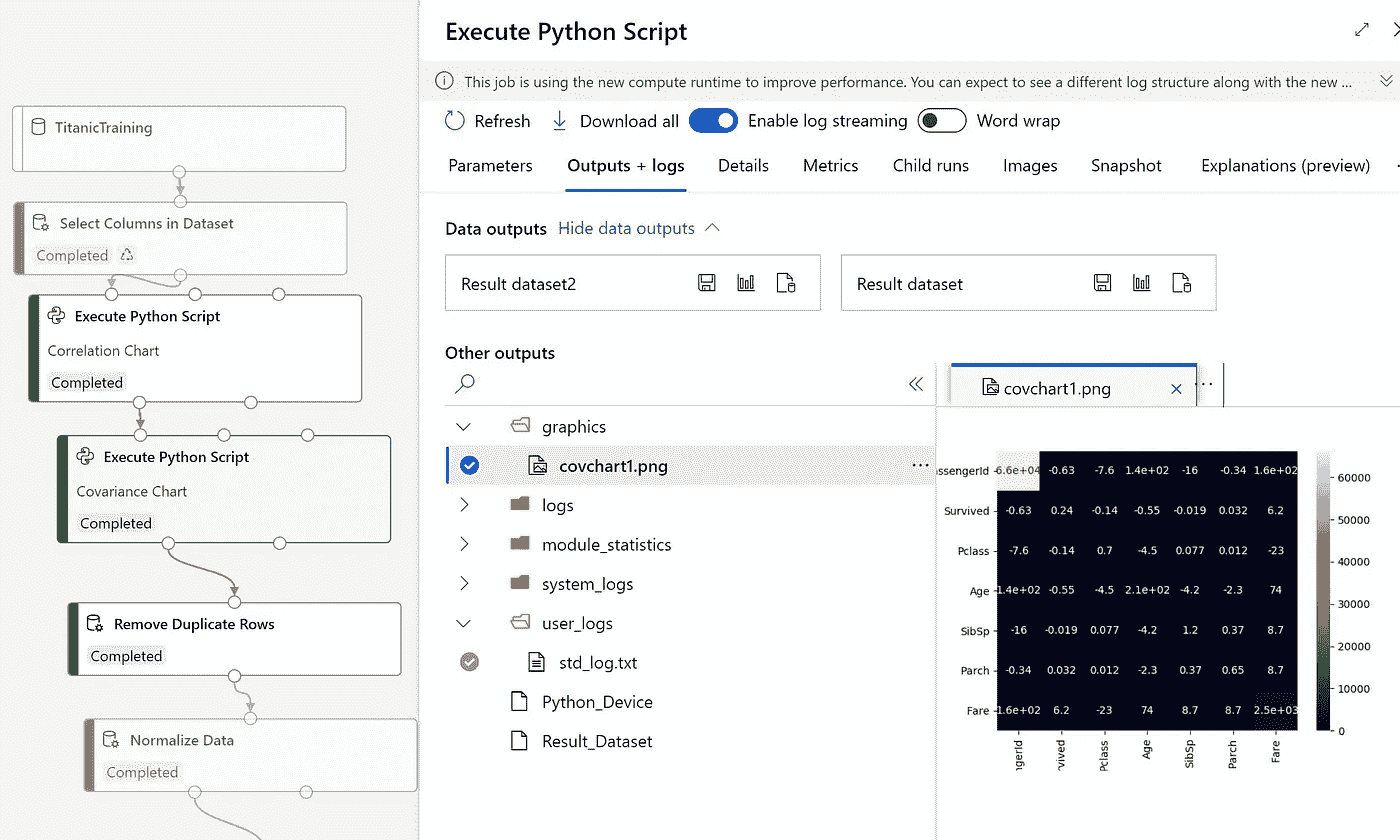 TitanicTraining
Select Columns in Dataset
Completed
Execute Python Script
Correlation Chart
Completed
Execute Python Script
Covariance Chart
Completed
Remove Duplicate Rows
Completed
Normalize Data
Completed
Execute Python Script
This job is using the new compute runtime to improve performance. You can expect to see a different log structure along with the new ...
Refresh Download all Enable log streaming Word wrap
Parameters Outputs + logs Details Metrics Child runs Images Snapshot Explanations (preview)
Data outputs Hide data outputs
Result dataset2 Result dataset
Other outputs
graphics
covchart1.png
logs
module_statistics
system_logs
user_logs
std_log.txt
Python_Device
Result_Dataset
covchart1.png
ssengerId 6.6e+04 -0.63 -7.6 1.4e+02 -16 -0.34 1.6e+02
Survived -0.63 0.24 -0.14 -0.55 -0.019 0.032 6.2
Pclass -7.6 -0.14 0.7 -4.5 0.077 0.012 -23
Age 1.4e+02 -0.55 -4.5 2.1e+02 -4.2 -2.3 74
SibSp -16 -0.019 0.077 -4.2 1.2 0.37 8.7
Parch -0.34 0.032 0.012 -2.3 0.37 0.65 8.7
Fare 1.6e+02 6.2 -23 74 8.7 8.7 2.5e+03
ngerId rvived Pclass Age SibSp Parch Fare
60000
50000
40000
30000
20000
10000
0